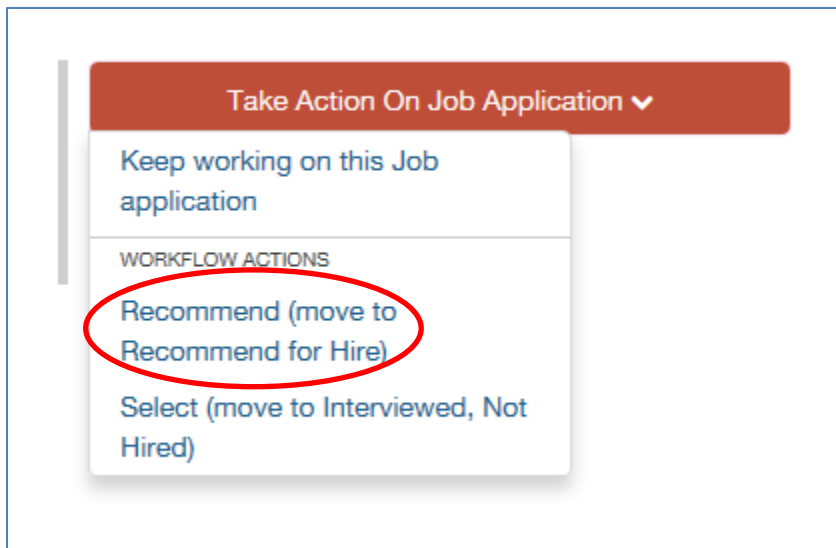 Take Action On Job Application
Keep working on this Job
application
WORKFLOW ACTIONS
Recommend (move to
Recommend for Hire)
Select (move to Interviewed, Not
Hired)